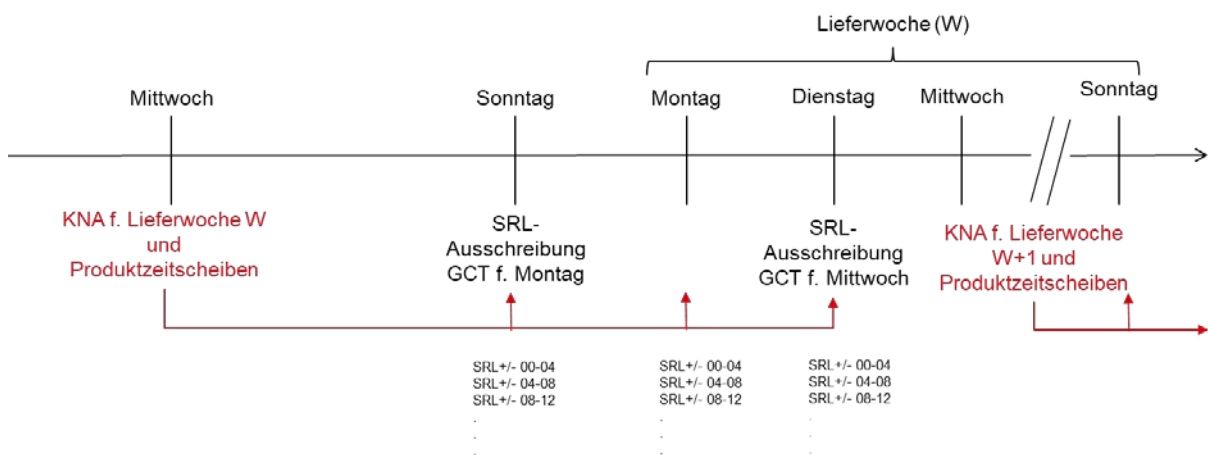 Lieferwoche (W)
Mittwoch
Sonntag
Montag
Dienstag
Mittwoch
Sonntag
KNA f. Lieferwoche W
und
Produktzeitscheiben
SRL-
Ausschreibung
GCT f. Montag
SRL-
Ausschreibung
GCT f. Mittwoch
KNA f. Lieferwoche
W+1 und
Produktzeitscheiben
SRL+/- 00-04
SRL+/- 04-08
SRL+/- 08-12
.
.
.
SRL+/- 00-04
SRL+/- 04-08
SRL+/- 08-12
.
.
.
SRL+/- 00-04
SRL+/- 04-08
SRL+/- 08-12
.
.
.